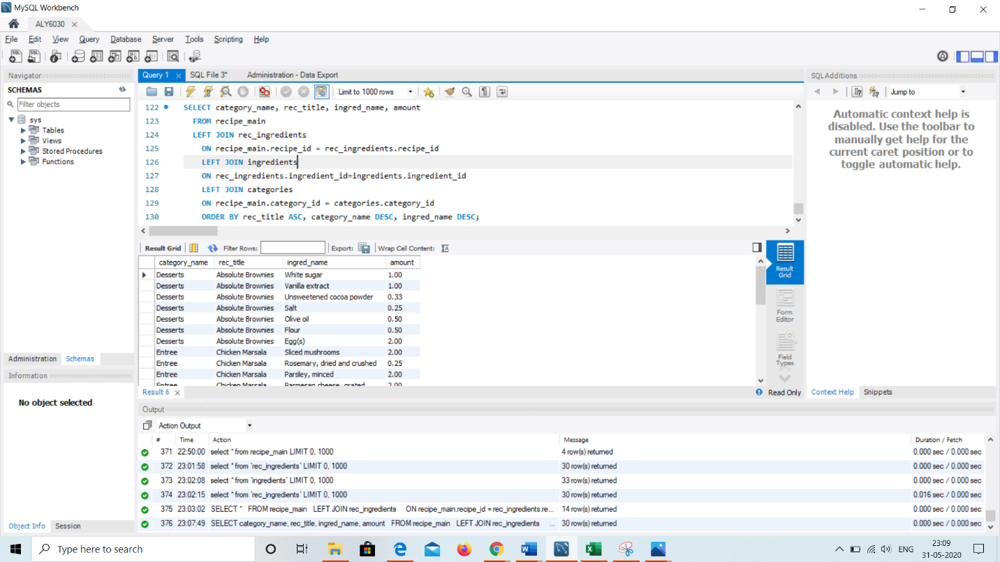 MySQL Workbench
ALY6030
File Edit View Query Database Server Tools Scripting Help
Navigator
SCHEMAS
Filter objects
sys
Tables
Views
Stored Procedures
Functions
Administration Schemas
Information
No object selected
Object Info Session
Query 1 SQL File 3* Administration - Data Export
Limit to 1000 rows
122 SELECT category_name, rec_title, ingred_name, amount
123 FROM recipe_main
124 LEFT JOIN rec_ingredients
125 ON recipe_main.recipe_id = rec_ingredients.recipe_id
126 LEFT JOIN ingredients
127 ON rec_ingredients.ingredient_id=ingredients.ingredient_id
128 LEFT JOIN categories
129 ON recipe_main.category_id = categories.category_id
130 ORDER BY rec_title ASC, category_name DESC, ingred_name DESC;
Result Grid Filter Rows: Export: Wrap Cell Content:
category_name rec_title ingred_name amount
Desserts Absolute Brownies White sugar 1.00
Desserts Absolute Brownies Vanilla extract 1.00
Desserts Absolute Brownies Unsweetened cocoa powder 0.33
Desserts Absolute Brownies Salt 0.25
Desserts Absolute Brownies Olive oil 0.50
Desserts Absolute Brownies Flour 0.50
Desserts Absolute Brownies Egg(s) 2.00
Entree Chicken Marsala Sliced mushrooms 2.00
Entree Chicken Marsala Rosemary, dried and crushed 0.25
Entree Chicken Marsala Parsley, minced 2.00
Entree Chicken Marsala Parmesan cheese, grated 2.00
Result Grid
Form Editor
Field Types
Result 6
Read Only
SQLAdditions
Jump to
Automatic context help is
disabled. Use the toolbar to
manually get help for the
current caret position or to
toggle automatic help.
Context Help Snippets
Output
Action Output
# Time Action Message Duration / Fetch
371 22:50:00 select * from recipe_main LIMIT 0, 1000 4 row(s) returned 0.000 sec / 0.000 sec
372 23:01:58 select * from `rec_ingredients` LIMIT 0, 1000 30 row(s) returned 0.000 sec / 0.000 sec
373 23:02:08 select * from `ingredients` LIMIT 0, 1000 33 row(s) returned 0.000 sec / 0.000 sec
374 23:02:15 select * from `rec_ingredients` LIMIT 0, 1000 30 row(s) returned 0.016 sec / 0.000 sec
375 23:03:02 SELECT * FROM recipe_main LEFT JOIN rec_ingredients ON recipe_main.recipe_id = rec_ingredients.re... 14 row(s) returned 0.000 sec / 0.000 sec
376 23:07:49 SELECT category_name, rec_title, ingred_name, amount FROM recipe_main LEFT JOIN rec_ingredients ... 30 row(s) returned 0.000 sec / 0.000 sec
Type here to search
ENG
23:09
31-05-2020